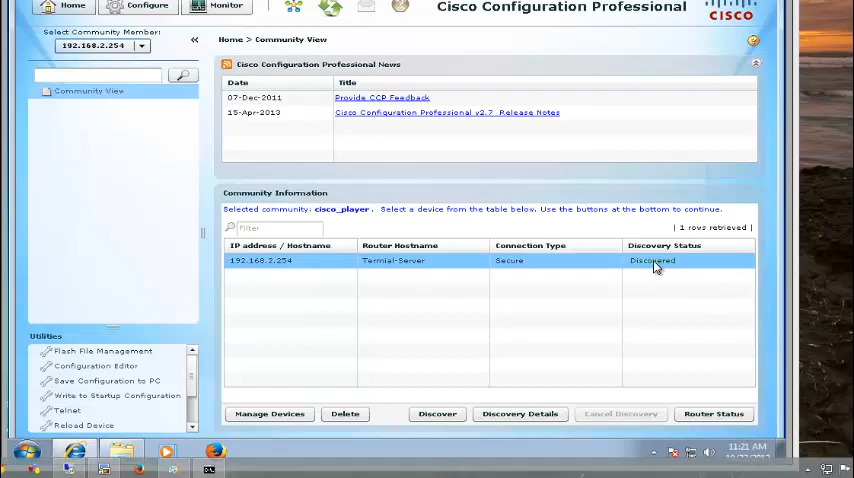 Home Configure Monitor Cisco Configuration Professional CISCO
Select Community Member:
192.168.2.254
Home > Community View
Community View
Cisco Configuration Professional News
Date Title
07-Dec-2011 Provide CCP Feedback
15-Apr-2013 Cisco Configuration Professional v2.7 Release Notes
Community Information
Selected community: cisco_player . Select a device from the table below. Use the buttons at the bottom to continue.
Filter | 1 rows retrieved |
IP address / Hostname Router Hostname Connection Type Discovery Status
192.168.2.254 Termial-Server Secure Discovered
Utilities
Flash File Management
Configuration Editor
Save Configuration to PC
Write to Startup Configuration
Telnet
Reload Device
Manage Devices Delete Discover Discovery Details Cancel Discovery Router Status
11:21 AM